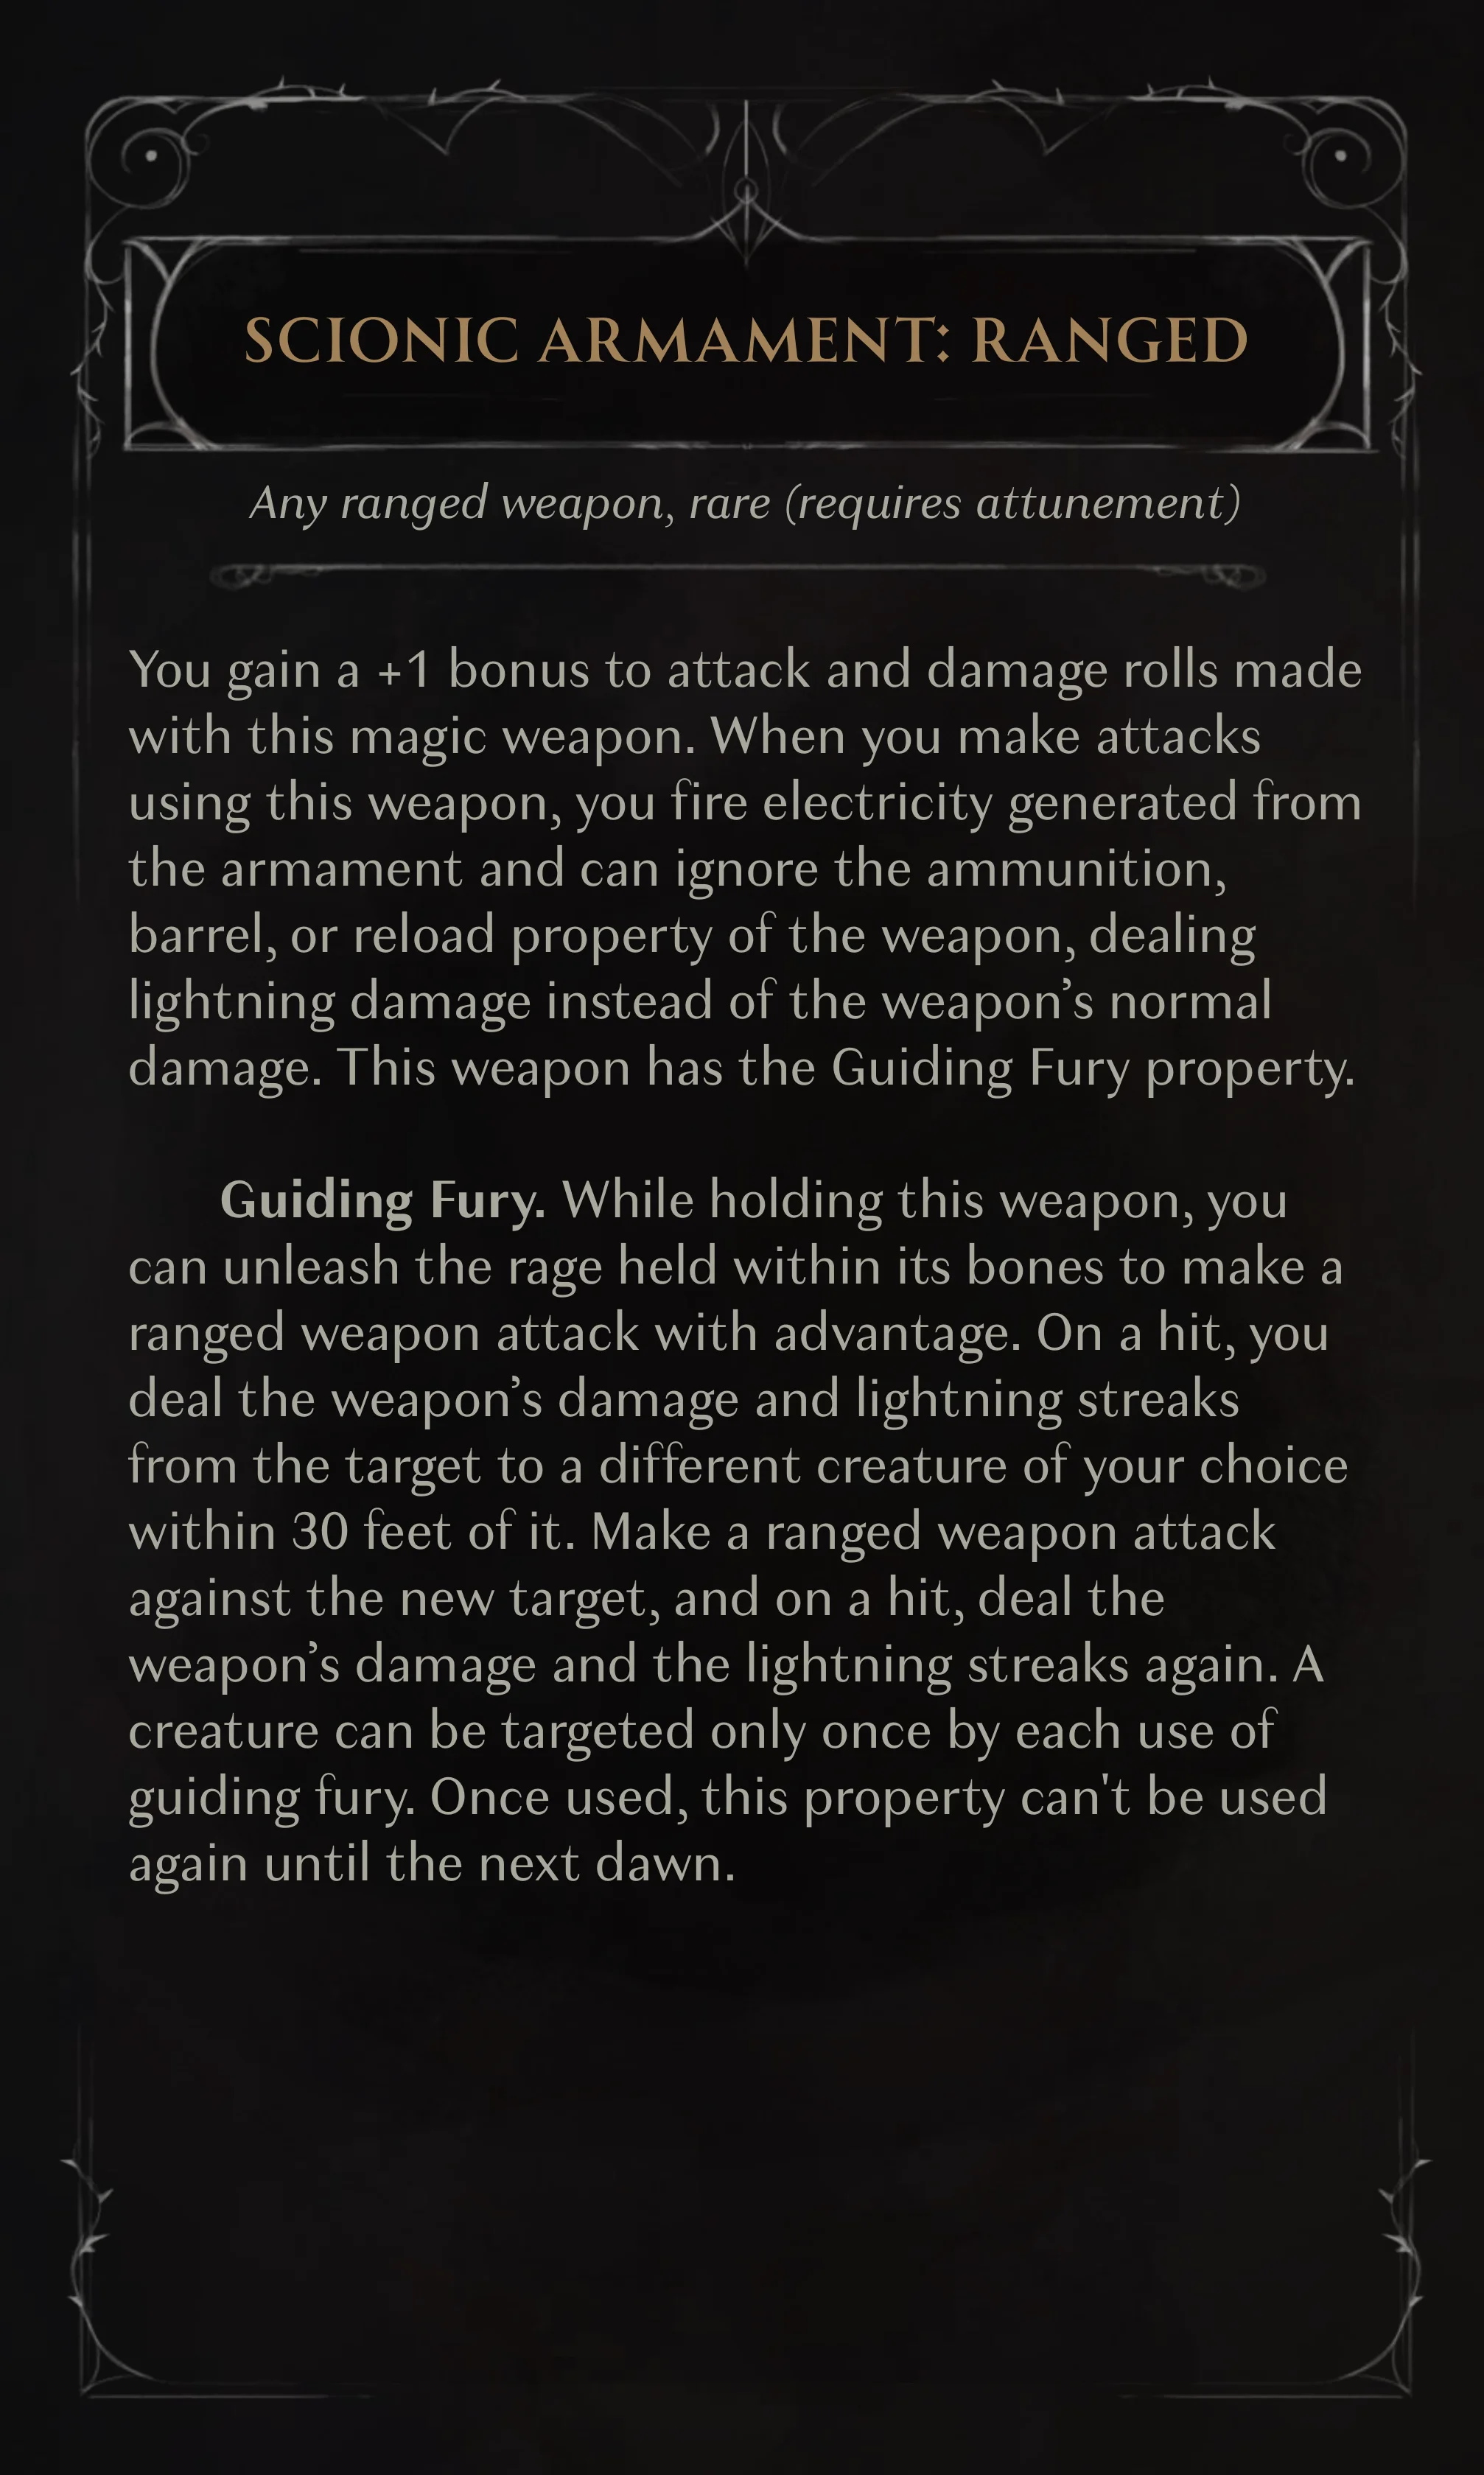 SCIONIC ARMAMENT: RANGED
Any ranged weapon, rare (requires attunement)
You gain a +1 bonus to attack and damage rolls made
with this magic weapon. When you make attacks
using this weapon, you fire electricity generated from
the armament and can ignore the ammunition,
barrel, or reload property of the weapon, dealing
lightning damage instead of the weapon’s normal
damage. This weapon has the Guiding Fury property.
Guiding Fury. While holding this weapon, you
can unleash the rage held within its bones to make a
ranged weapon attack with advantage. On a hit, you
deal the weapon’s damage and lightning streaks
from the target to a different creature of your choice
within 30 feet of it. Make a ranged weapon attack
against the new target, and on a hit, deal the
weapon’s damage and the lightning streaks again. A
creature can be targeted only once by each use of
guiding fury. Once used, this property can't be used
again until the next dawn.